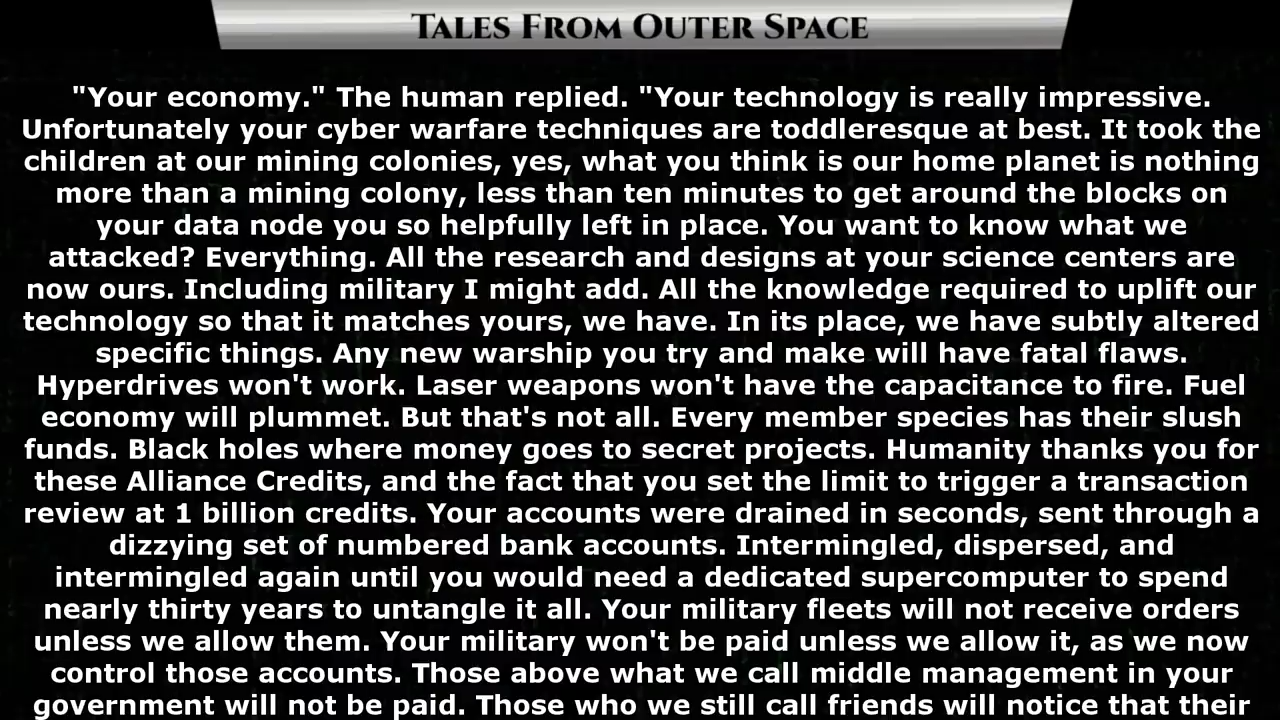 Tales From Outer Space
"Your economy." The human replied. "Your technology is really impressive.
Unfortunately your cyber warfare techniques are toddleresque at best. It took the
children at our mining colonies, yes, what you think is our home planet is nothing
more than a mining colony, less than ten minutes to get around the blocks on
your data node you so helpfully left in place. You want to know what we
attacked? Everything. All the research and designs at your science centers are
now ours. Including military I might add. All the knowledge required to uplift our
technology so that it matches yours, we have. In its place, we have subtly altered
specific things. Any new warship you try and make will have fatal flaws.
Hyperdrives won't work. Laser weapons won't have the capacitance to fire. Fuel
economy will plummet. But that's not all. Every member species has their slush
funds. Black holes where money goes to secret projects. Humanity thanks you for
these Alliance Credits, and the fact that you set the limit to trigger a transaction
review at 1 billion credits. Your accounts were drained in seconds, sent through a
dizzying set of numbered bank accounts. Intermingled, dispersed, and
intermingled again until you would need a dedicated supercomputer to spend
nearly thirty years to untangle it all. Your military fleets will not receive orders
unless we allow them. Your military won't be paid unless we allow it, as we now
control those accounts. Those above what we call middle management in your
government will not be paid. Those who we still call friends will notice that their